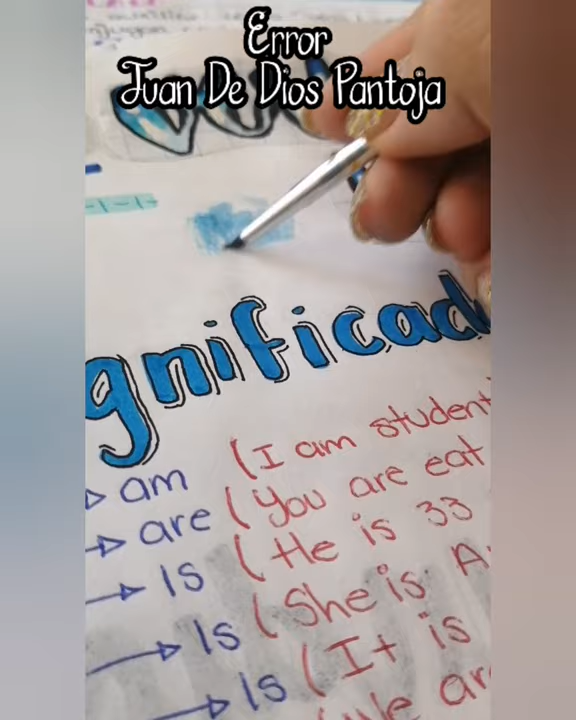 Error
Juan De Dios Pantoja
gnificad
am (I am student
are (You are eat
Is (He is 33
Is (She is A
Is (It is